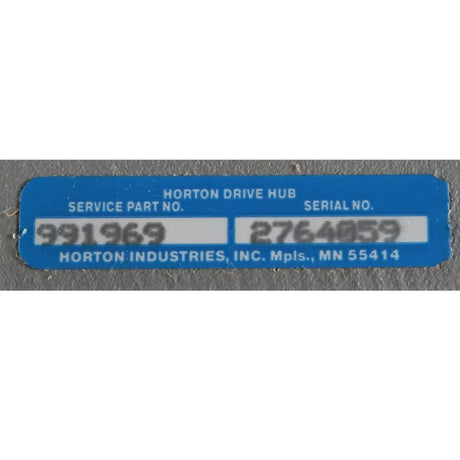 HORTON DRIVE HUB
SERVICE PART NO. SERIAL NO.
991969 2764059
HORTON INDUSTRIES, INC. Mpls., MN 55414